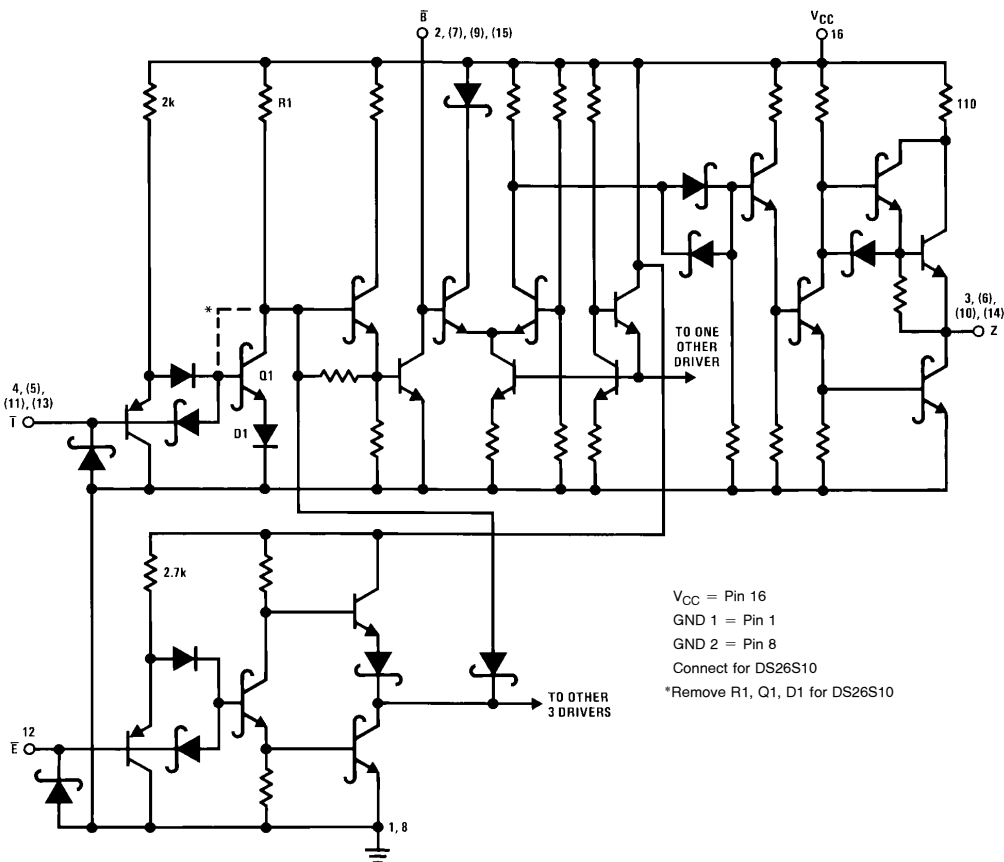 B̅
2, (7), (9), (15)
VCC
16
2k
R1
110
*
Q1
D1
4, (5),
(11), (13)
I̅
TO ONE
OTHER
DRIVER
3, (6),
(10), (14)
Z
2.7k
12
E̅
TO OTHER
3 DRIVERS
1, 8
VCC = Pin 16
GND 1 = Pin 1
GND 2 = Pin 8
Connect for DS26S10
*Remove R1, Q1, D1 for DS26S10